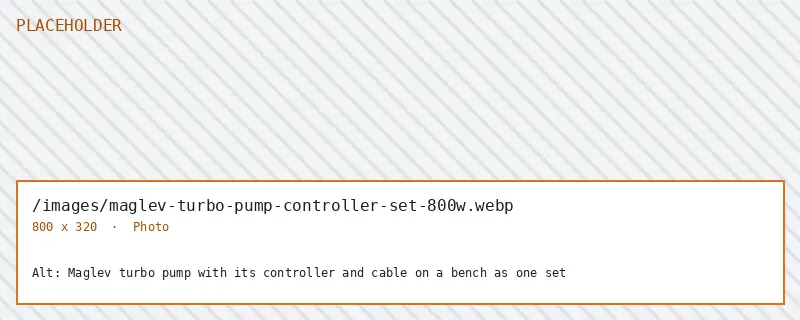 PLACEHOLDER
/images/maglev-turbo-pump-controller-set-800w.webp
800 x 320 · Photo
Alt: Maglev turbo pump with its controller and cable on a bench as one set